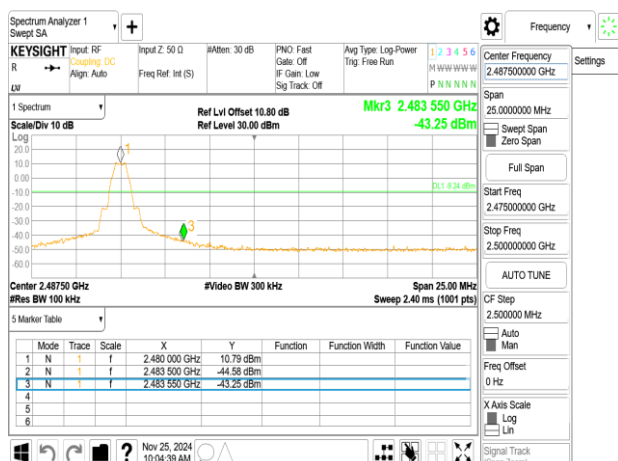 Spectrum Analyzer 1
Swept SA
+
Frequency
KEYSIGHT
R
Input: RF
Coupling: DC
Align: Auto
Input Z: 50 Ω
Freq Ref: Int (S)
#Atten: 30 dB
PNO: Fast
Gate: Off
IF Gain: Low
Sig Track: Off
Avg Type: Log-Power
Trig: Free Run
1 2 3 4 5 6
M W W W W W
P N N N N N
LXI
1 Spectrum
Scale/Div 10 dB
Ref Lvl Offset 10.80 dB
Ref Level 30.00 dBm
Mkr3 2.483 550 GHz
-43.25 dBm
Log
20.0
10.0
0.00
-10.0
-20.0
-30.0
-40.0
-50.0
-60.0
1
3
DL1 -9.24 dBm
Center 2.48750 GHz
#Res BW 100 kHz
#Video BW 300 kHz
Span 25.00 MHz
Sweep 2.40 ms (1001 pts)
5 Marker Table
Mode Trace Scale X Y Function Function Width Function Value
1 N 1 f 2.480 000 GHz 10.79 dBm
2 N 1 f 2.483 500 GHz -44.58 dBm
3 N 1 f 2.483 550 GHz -43.25 dBm
4
5
6
?
Nov 25, 2024
10:04:39 AM
Center Frequency
2.487500000 GHz
Settings
Span
25.0000000 MHz
Swept Span
Zero Span
Full Span
Start Freq
2.475000000 GHz
Stop Freq
2.500000000 GHz
AUTO TUNE
CF Step
2.500000 MHz
Auto
Man
Freq Offset
0 Hz
X Axis Scale
Log
Lin
Signal Track